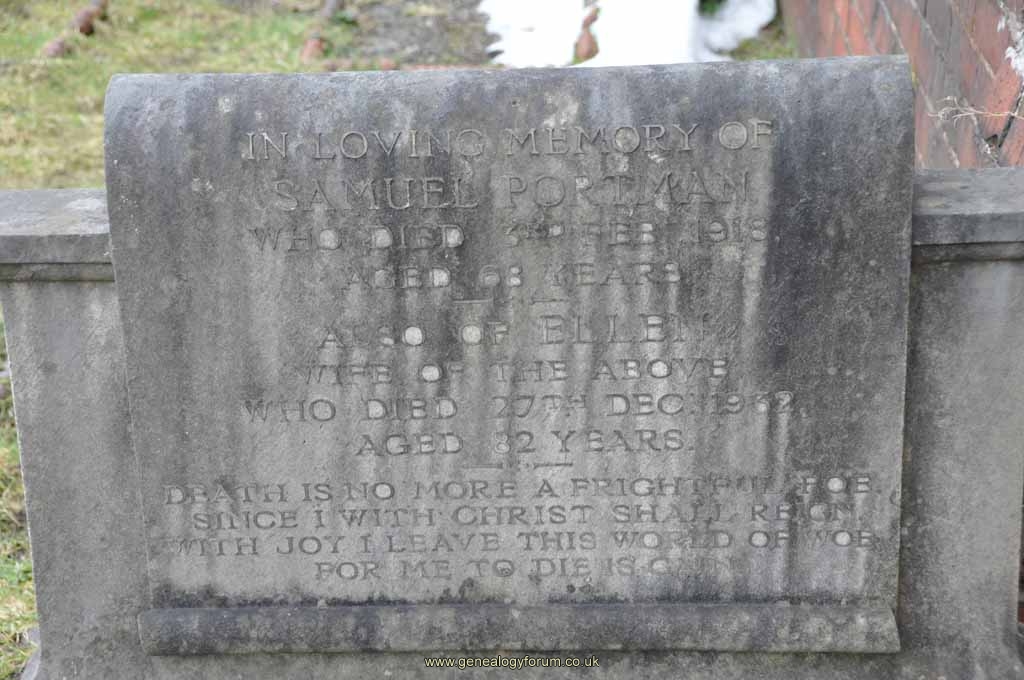 IN LOVING MEMORY OF
SAMUEL PORTMAN
WHO DIED 3RD FEB. 1918
AGED 68 YEARS
ALSO OF ELLEN
WIFE OF THE ABOVE
WHO DIED 27TH DEC. 1932
AGED 82 YEARS.
DEATH IS NO MORE A FRIGHTFUL FOE,
SINCE I WITH CHRIST SHALL REIGN
WITH JOY I LEAVE THIS WORLD OF WOE
FOR ME TO DIE IS GAIN
www.genealogyforum.co.uk